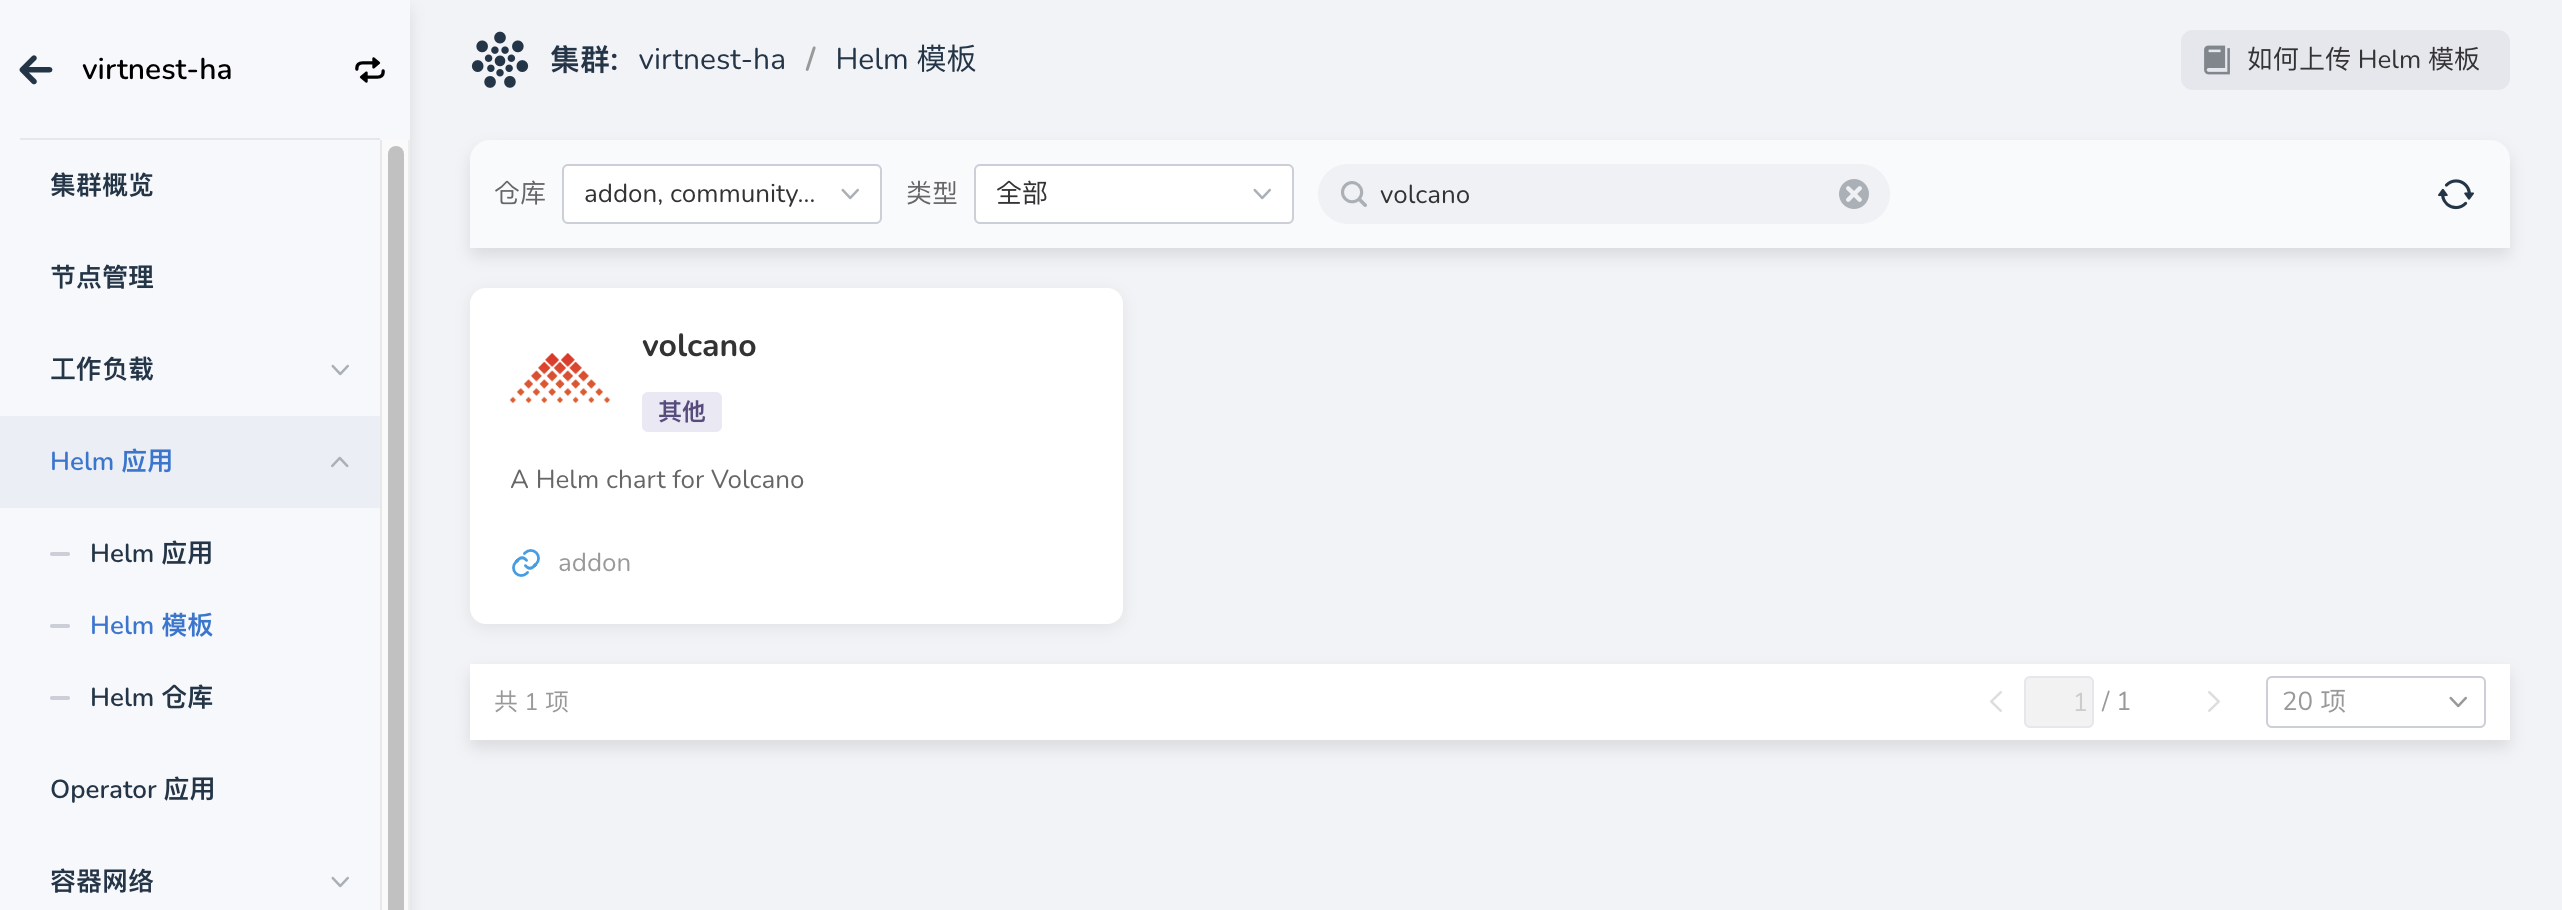 virtnest-ha
集群概览
节点管理
工作负载
Helm 应用
Helm 应用
Helm 模板
Helm 仓库
Operator 应用
容器网络
集群: virtnest-ha / Helm 模板
如何上传 Helm 模板
仓库 addon, community... 类型 全部 volcano
volcano
其他
A Helm chart for Volcano
addon
共 1 项
1 / 1
20 项